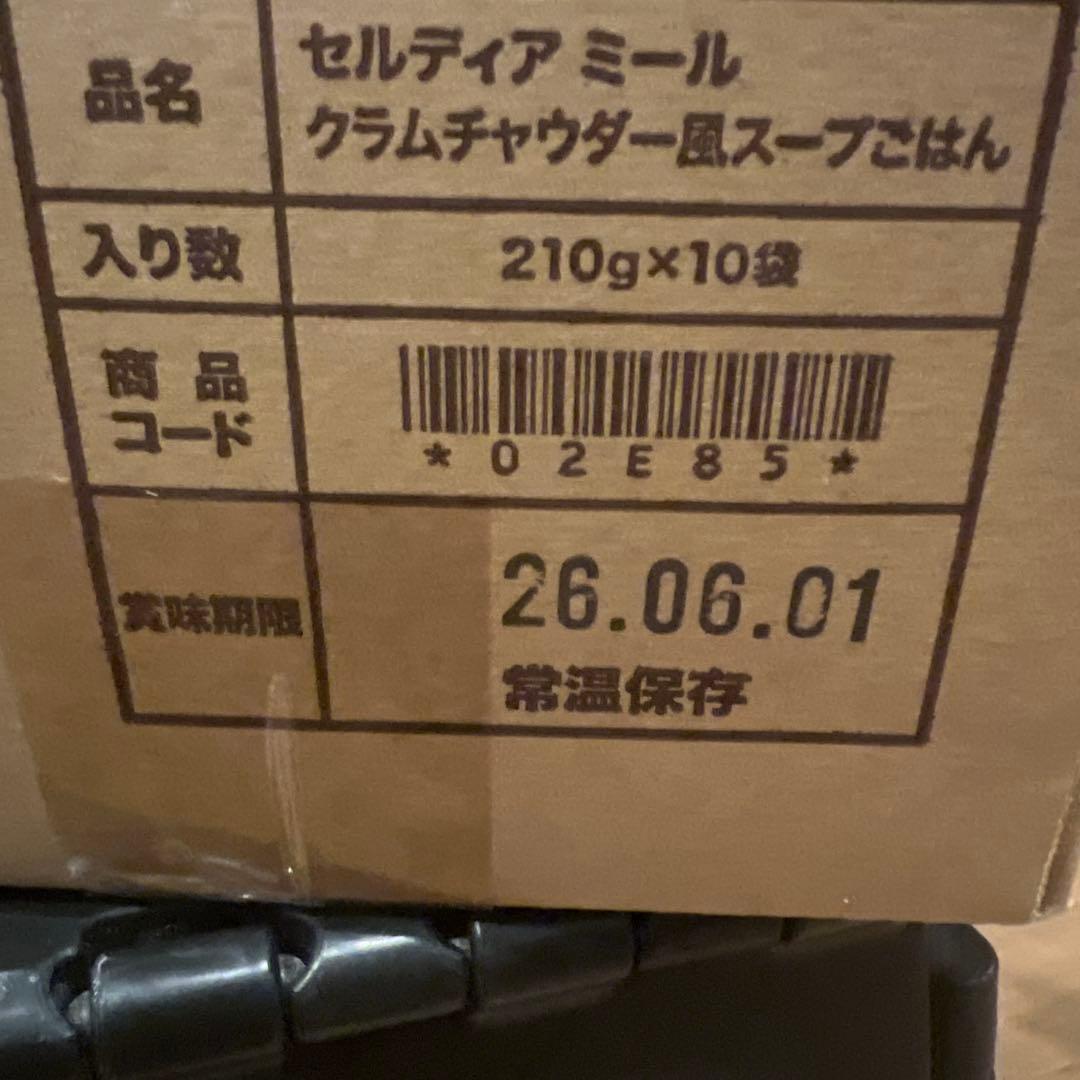 品名
セルディア ミール
クラムチャウダー風スープごはん
入り数
210g×10袋
商品
コード
*02E85*
賞味期限
26.06.01
常温保存